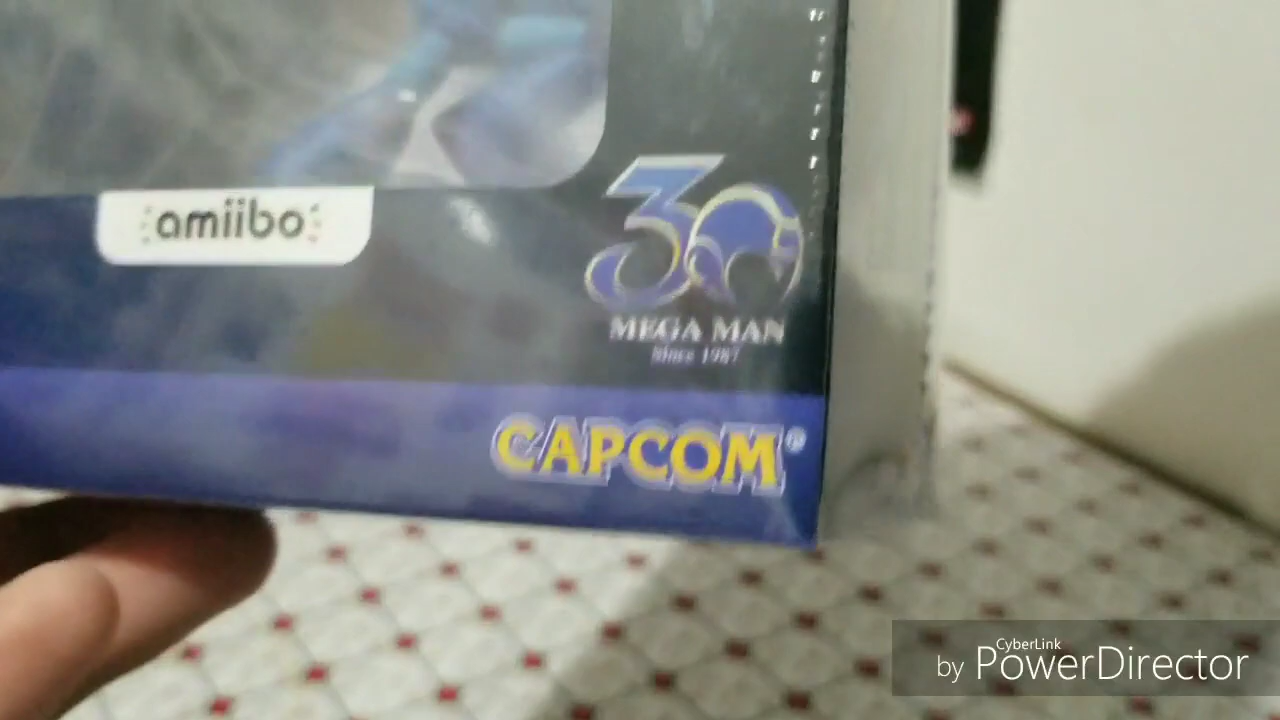 amiibo
30
MEGA MAN
Since 1987
CAPCOM®
CyberLink
by PowerDirector